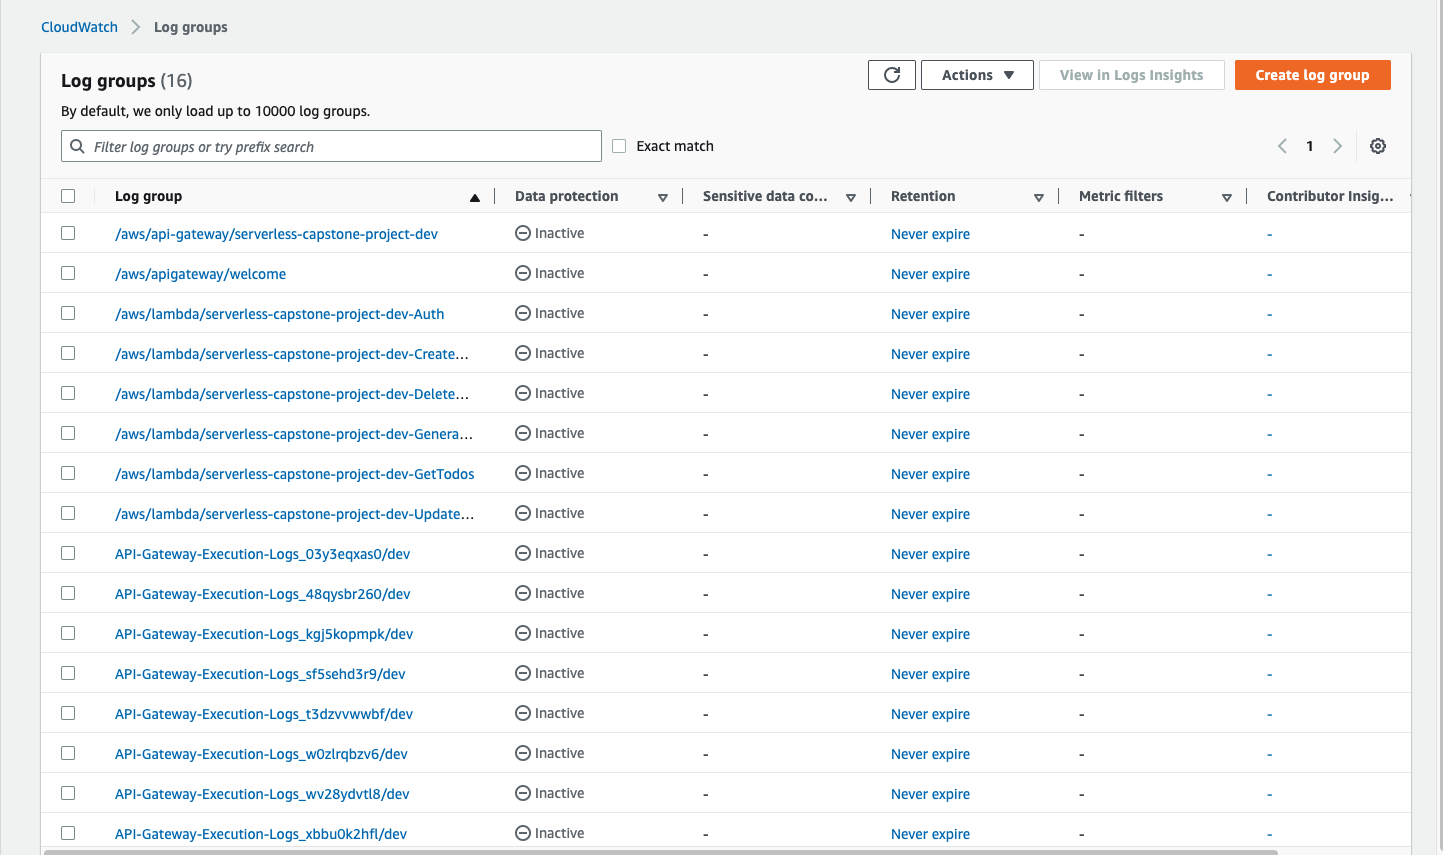 CloudWatch > Log groups
Log groups (16)
Actions ▼ View in Logs Insights Create log group
By default, we only load up to 10000 log groups.
Filter log groups or try prefix search Exact match 1
Log group Data protection Sensitive data co... Retention Metric filters Contributor Insig...
/aws/api-gateway/serverless-capstone-project-dev Inactive - Never expire - -
/aws/apigateway/welcome Inactive - Never expire - -
/aws/lambda/serverless-capstone-project-dev-Auth Inactive - Never expire - -
/aws/lambda/serverless-capstone-project-dev-Create... Inactive - Never expire - -
/aws/lambda/serverless-capstone-project-dev-Delete... Inactive - Never expire - -
/aws/lambda/serverless-capstone-project-dev-Genera... Inactive - Never expire - -
/aws/lambda/serverless-capstone-project-dev-GetTodos Inactive - Never expire - -
/aws/lambda/serverless-capstone-project-dev-Update... Inactive - Never expire - -
API-Gateway-Execution-Logs_03y3eqxas0/dev Inactive - Never expire - -
API-Gateway-Execution-Logs_48qysbr260/dev Inactive - Never expire - -
API-Gateway-Execution-Logs_kgj5kopmpk/dev Inactive - Never expire - -
API-Gateway-Execution-Logs_sf5sehd3r9/dev Inactive - Never expire - -
API-Gateway-Execution-Logs_t3dzvvwwbf/dev Inactive - Never expire - -
API-Gateway-Execution-Logs_w0zlrqbzv6/dev Inactive - Never expire - -
API-Gateway-Execution-Logs_wv28ydvtl8/dev Inactive - Never expire - -
API-Gateway-Execution-Logs_xbbu0k2hfl/dev Inactive - Never expire - -